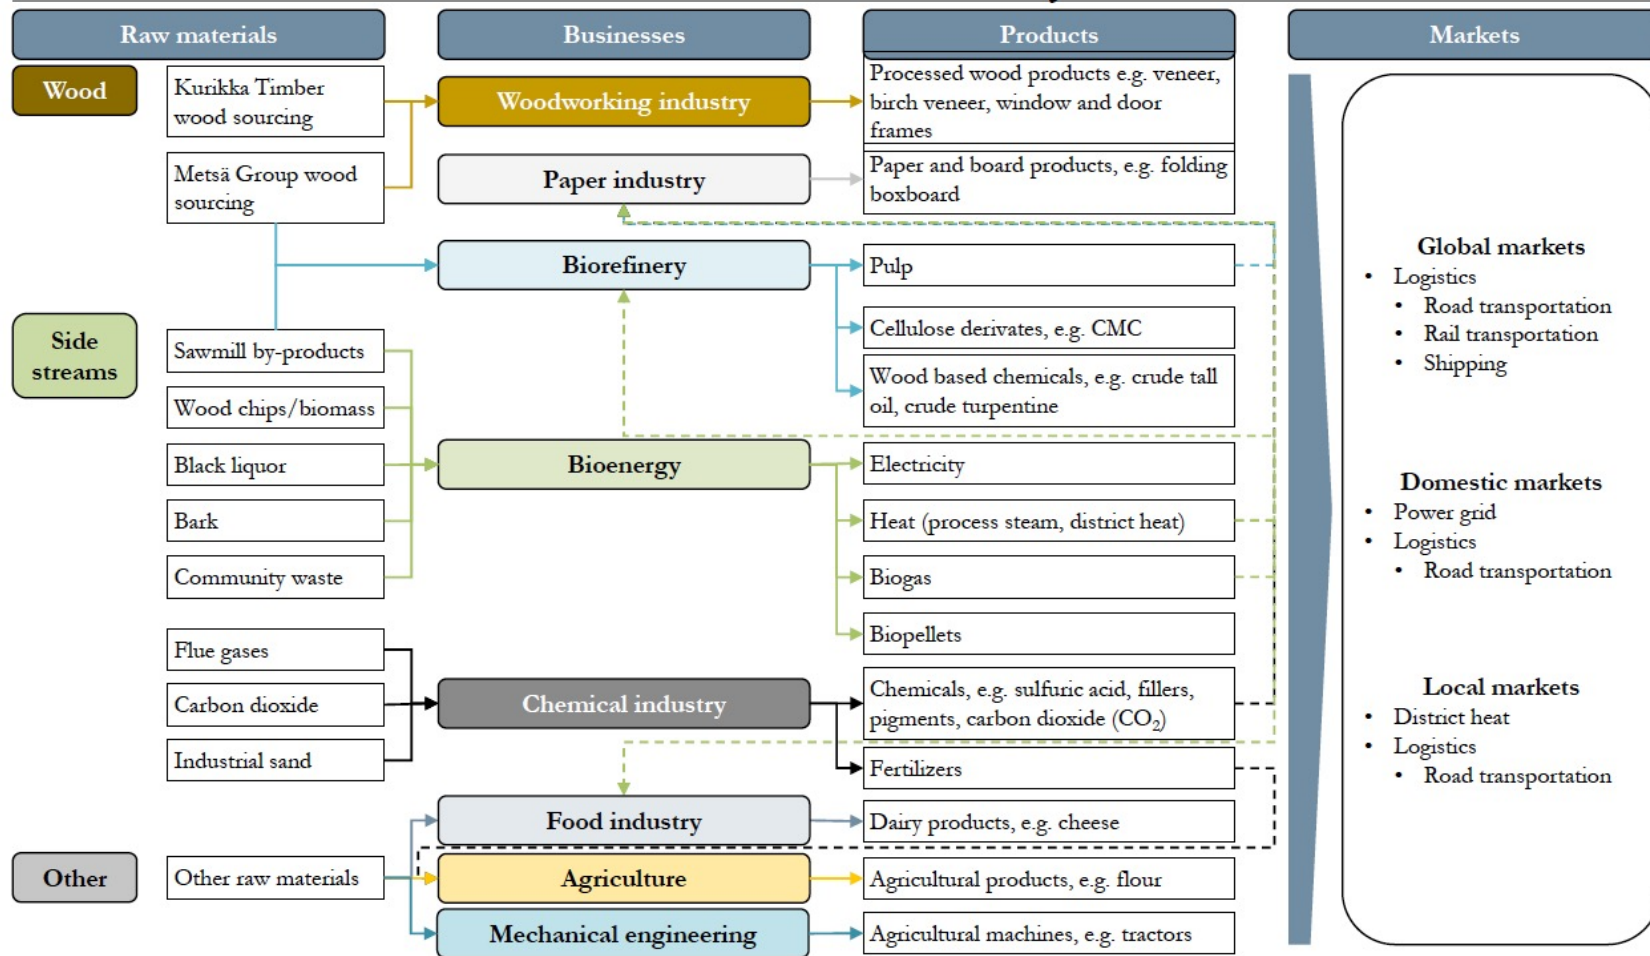 Raw materials
Businesses
Products
Markets
Wood
Kurikka Timber
wood sourcing
Metsä Group wood
sourcing
Woodworking industry
Processed wood products e.g. veneer,
birch veneer, window and door
frames
Paper industry
Paper and board products, e.g. folding
boxboard
Biorefinery
Pulp
Cellulose derivates, e.g. CMC
Wood based chemicals, e.g. crude tall
oil, crude turpentine
Side
streams
Sawmill by-products
Wood chips/biomass
Black liquor
Bark
Community waste
Bioenergy
Electricity
Heat (process steam, district heat)
Biogas
Biopellets
Flue gases
Carbon dioxide
Industrial sand
Chemical industry
Chemicals, e.g. sulfuric acid, fillers,
pigments, carbon dioxide (CO₂)
Fertilizers
Food industry
Dairy products, e.g. cheese
Other
Other raw materials
Agriculture
Agricultural products, e.g. flour
Mechanical engineering
Agricultural machines, e.g. tractors
Global markets
• Logistics
• Road transportation
• Rail transportation
• Shipping
Domestic markets
• Power grid
• Logistics
• Road transportation
Local markets
• District heat
• Logistics
• Road transportation